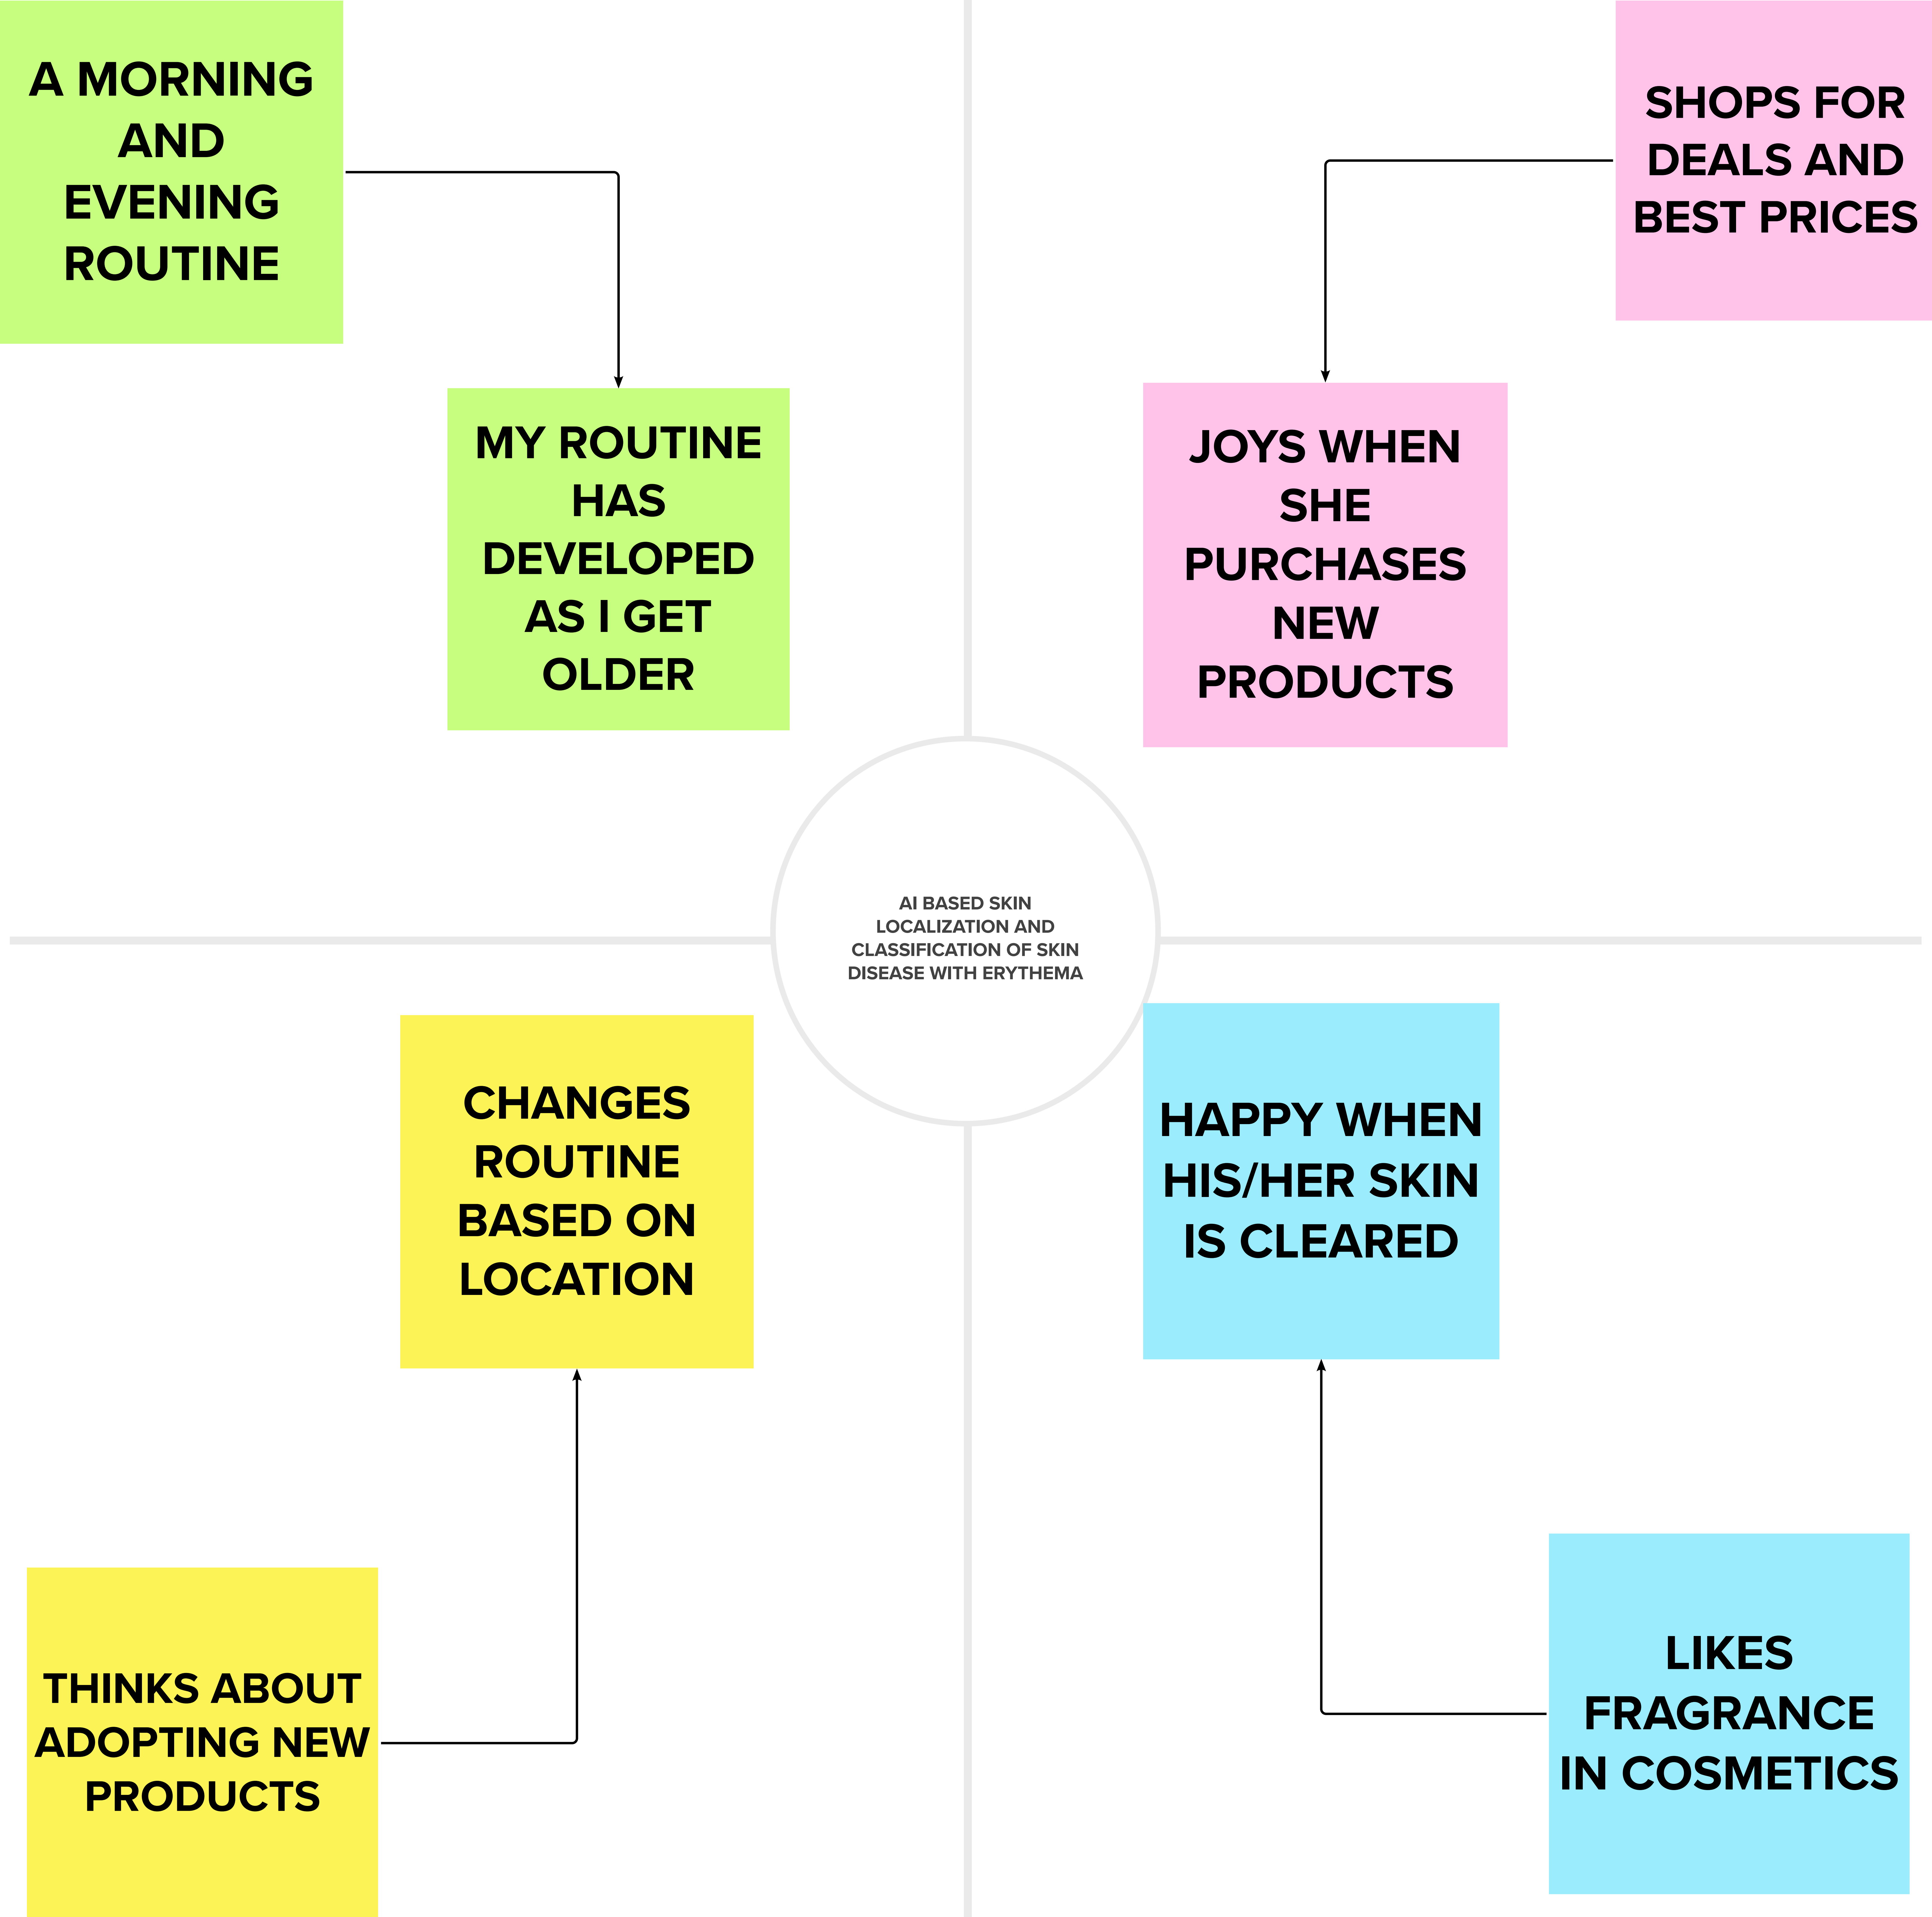 A MORNING
AND
EVENING
ROUTINE
MY ROUTINE
HAS
DEVELOPED
AS I GET
OLDER
SHOPS FOR
DEALS AND
BEST PRICES
JOYS WHEN
SHE
PURCHASES
NEW
PRODUCTS
AI BASED SKIN
LOCALIZATION AND
CLASSIFICATION OF SKIN
DISEASE WITH ERYTHEMA
CHANGES
ROUTINE
BASED ON
LOCATION
THINKS ABOUT
ADOPTING NEW
PRODUCTS
HAPPY WHEN
HIS/HER SKIN
IS CLEARED
LIKES
FRAGRANCE
IN COSMETICS